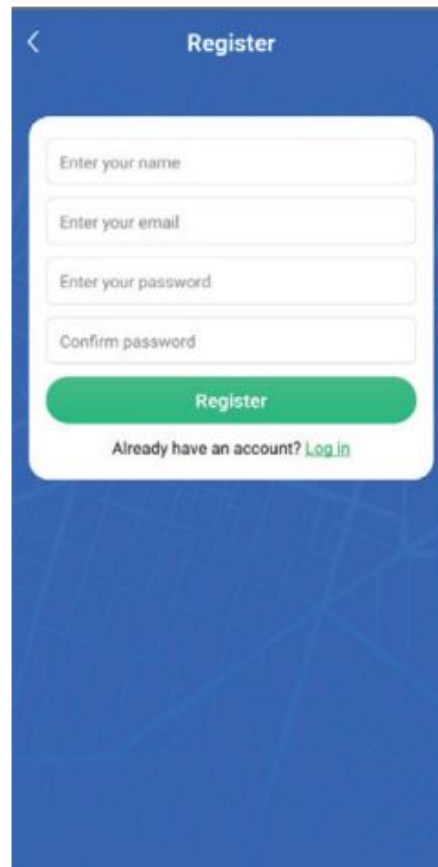 Register
Enter your name
Enter your email
Enter your password
Confirm password
Register
Already have an account? Log in